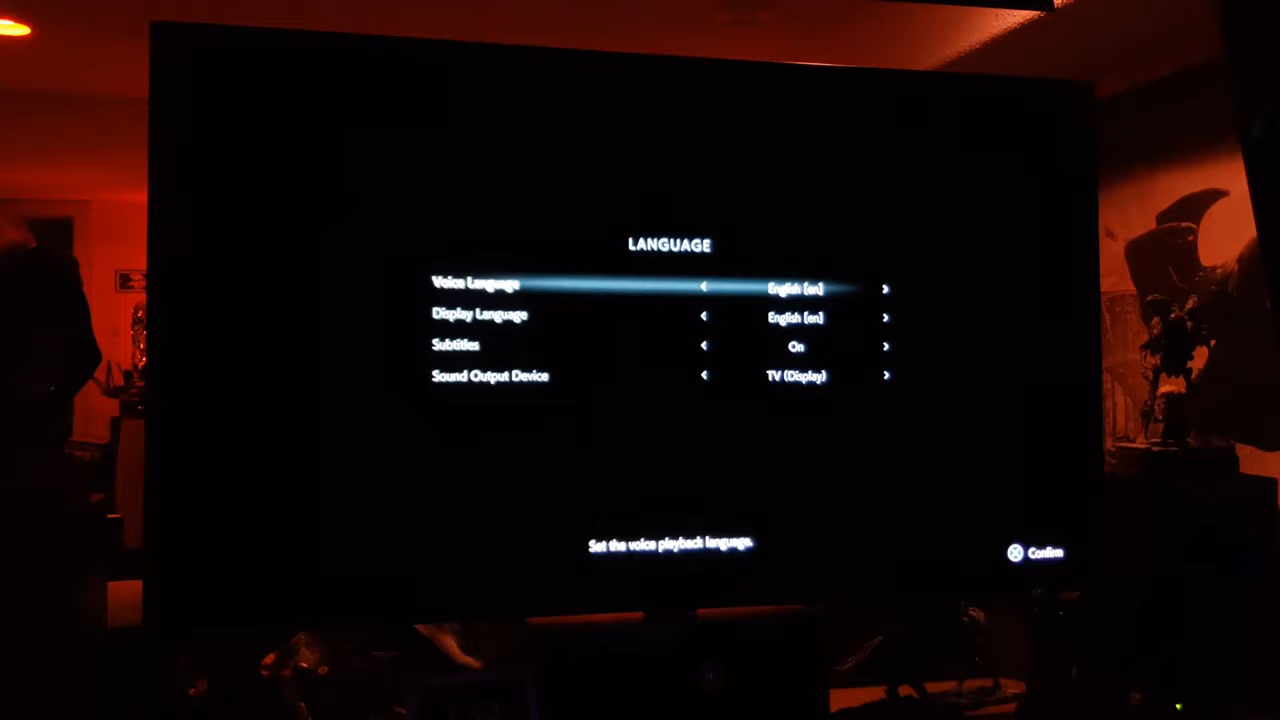 LANGUAGE
Voice Language English [en]
Display Language English [en]
Subtitles On
Sound Output Device TV (Display)
Set the voice playback language.
Confirm